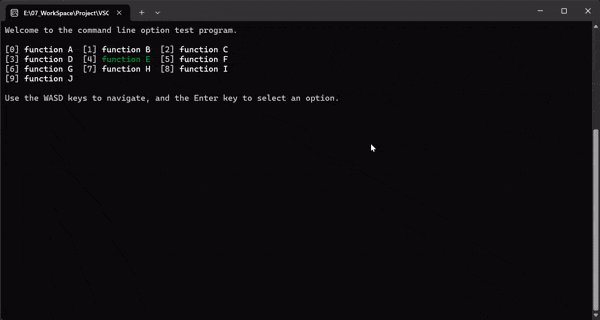 E:\07_WorkSpace\Project\VSC
Welcome to the command line option test program.
[0] function A [1] function B [2] function C
[3] function D [4] function E [5] function F
[6] function G [7] function H [8] function I
[9] function J
Use the WASD keys to navigate, and the Enter key to select an option.